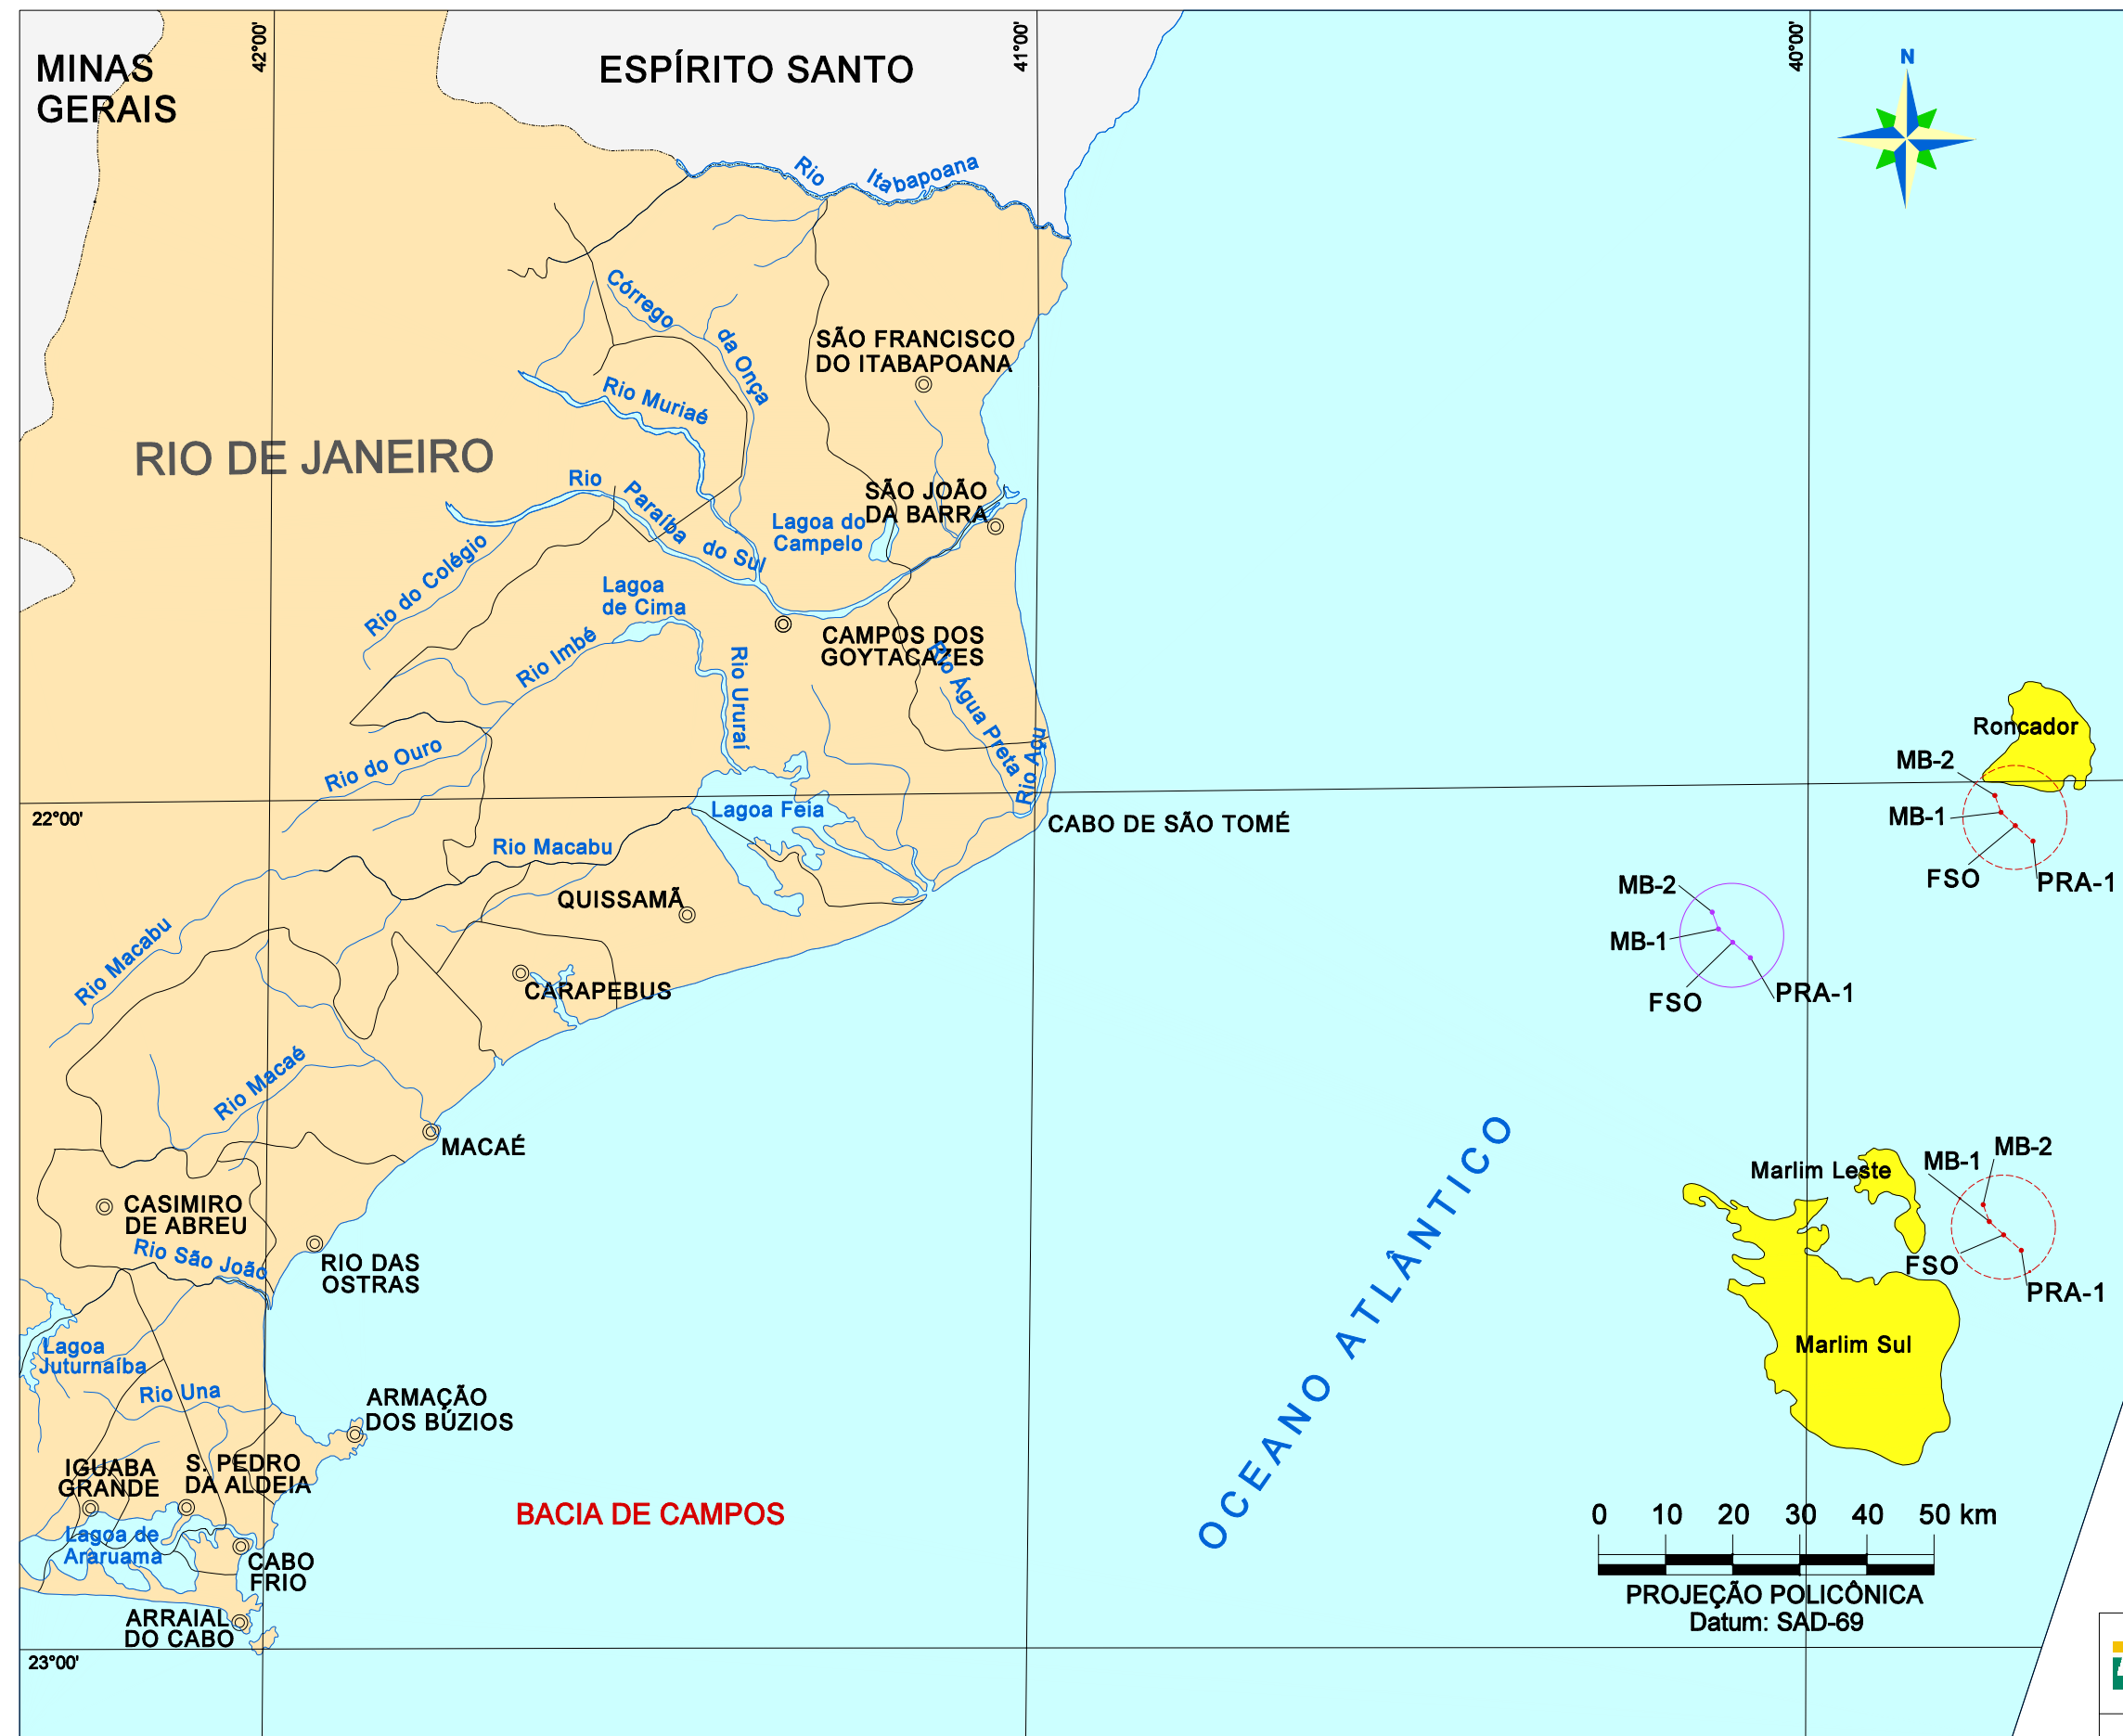 42°00'
41°00'
40°00'
MINAS
GERAIS
ESPÍRITO SANTO
N
Rio Itabapoana
Córrego da Onça
SÃO FRANCISCO
DO ITABAPOANA
Rio Muriaé
RIO DE JANEIRO
Rio Paraíba do Sul
SÃO JOÃO
DA BARRA
Lagoa do
Campelo
Rio do Colégio
Lagoa
de Cima
CAMPOS DOS
GOYTACAZES
Rio Imbé
Rio Ururaí
Rio Água Preta
Rio Açu
Roncador
MB-2
MB-1
FSO
PRA-1
Rio do Ouro
22°00'
Lagoa Feia
CABO DE SÃO TOMÉ
Rio Macabu
QUISSAMÃ
MB-2
MB-1
FSO
PRA-1
Rio Macabu
CARAPEBUS
Rio Macaé
MACAÉ
OCEANO ATLÂNTICO
Marlim Leste
MB-1
MB-2
FSO
PRA-1
CASIMIRO
DE ABREU
Rio São João
RIO DAS
OSTRAS
Lagoa
Juturnaíba
Marlim Sul
Rio Una
ARMAÇÃO
DOS BÚZIOS
IGUABA
GRANDE
S. PEDRO
DA ALDEIA
BACIA DE CAMPOS
0 10 20 30 40 50 km
Lagoa de
Araruama
CABO
FRIO
PROJEÇÃO POLICÔNICA
Datum: SAD-69
ARRAIAL
DO CABO
23°00'